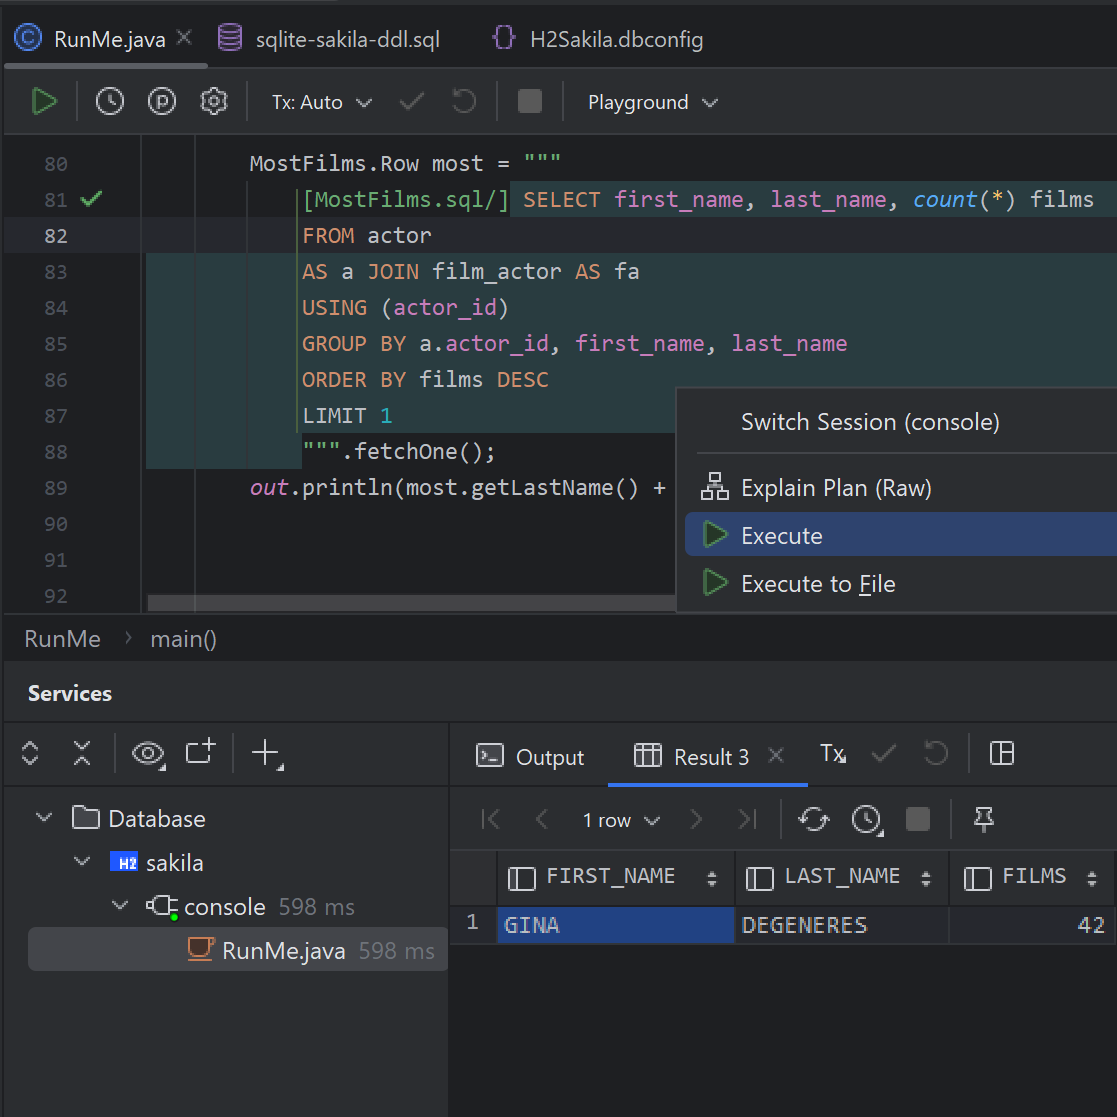 RunMe.java sqlite-sakila-ddl.sql H2Sakila.dbconfig
Tx: Auto Playground
80 MostFilms.Row most = """
81 [MostFilms.sql/] SELECT first_name, last_name, count(*) films
82 FROM actor
83 AS a JOIN film_actor AS fa
84 USING (actor_id)
85 GROUP BY a.actor_id, first_name, last_name
86 ORDER BY films DESC
87 LIMIT 1
88 """.fetchOne();
89 out.println(most.getLastName() +
90
91
92
Switch Session (console)
Explain Plan (Raw)
Execute
Execute to File
RunMe main()
Services
Output Result 3 Tx
Database
sakila
console 598 ms
RunMe.java 598 ms
1 row
FIRST_NAME LAST_NAME FILMS
1 GINA DEGENERES 42